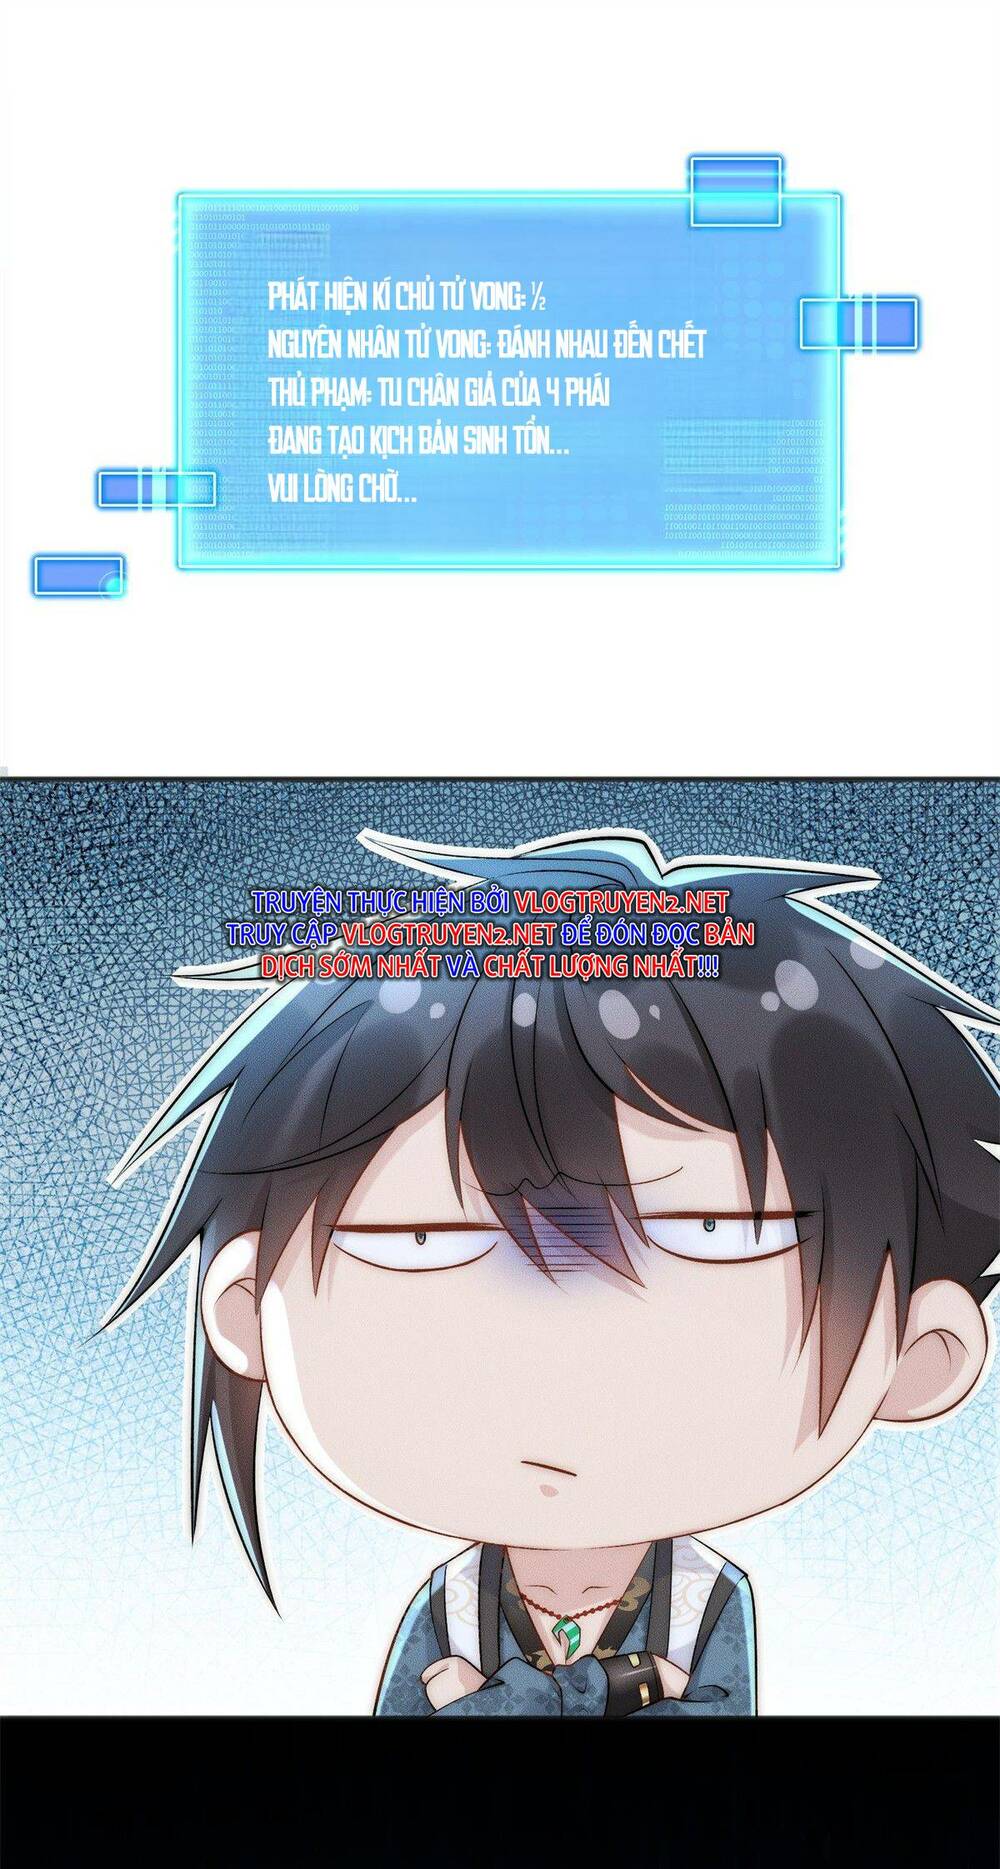 PHÁT HIỆN KÍ CHỦ TỬ VONG: ½
NGUYÊN NHÂN TỬ VONG: ĐÁNH NHAU ĐẾN CHẾT
THỦ PHẠM: TU CHÂN GIẢ CỦA 4 PHÁI
ĐANG TẠO KỊCH BẢN SINH TỒN...
VUI LÒNG CHỜ...
TRUYỆN THỰC HIỆN BỞI VLOGTRUYEN2.NET
TRUY CẬP VLOGTRUYEN2.NET ĐỂ ĐÓN ĐỌC BẢN
DỊCH SỚM NHẤT VÀ CHẤT LƯỢNG NHẤT!!!